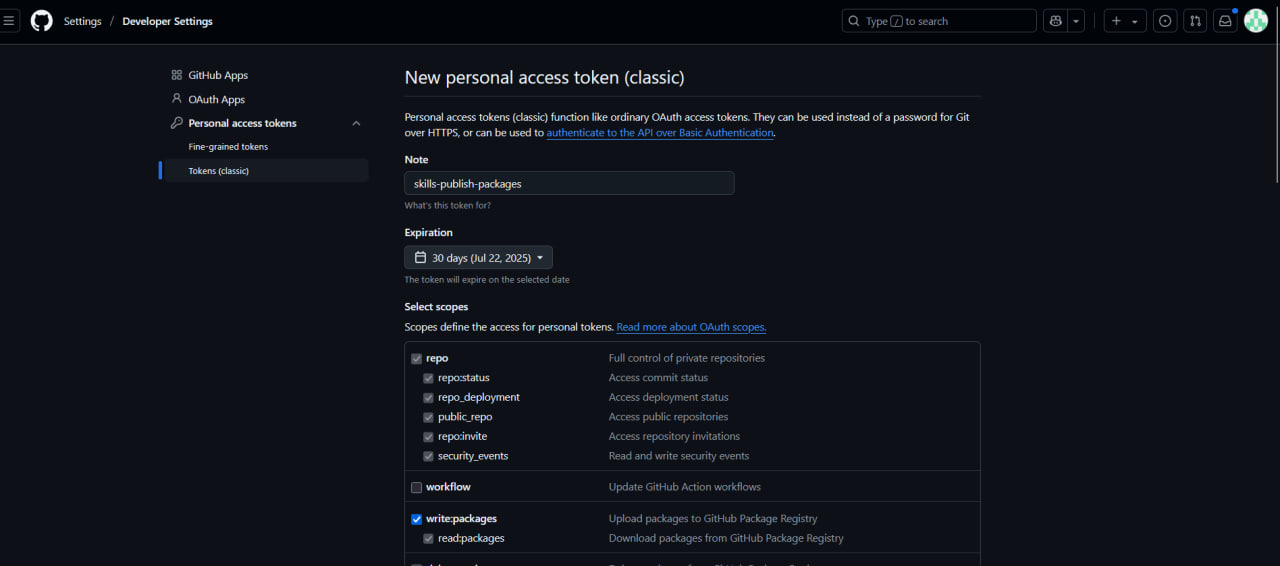 Settings / Developer Settings
Type / to search
GitHub Apps
OAuth Apps
Personal access tokens
Fine-grained tokens
Tokens (classic)
New personal access token (classic)
Personal access tokens (classic) function like ordinary OAuth access tokens. They can be used instead of a password for Git
over HTTPS, or can be used to authenticate to the API over Basic Authentication.
Note
skills-publish-packages
What's this token for?
Expiration
30 days (Jul 22, 2025)
The token will expire on the selected date
Select scopes
Scopes define the access for personal tokens. Read more about OAuth scopes.
repo Full control of private repositories
repo:status Access commit status
repo_deployment Access deployment status
public_repo Access public repositories
repo:invite Access repository invitations
security_events Read and write security events
workflow Update GitHub Action workflows
write:packages Upload packages to GitHub Package Registry
read:packages Download packages from GitHub Package Registry